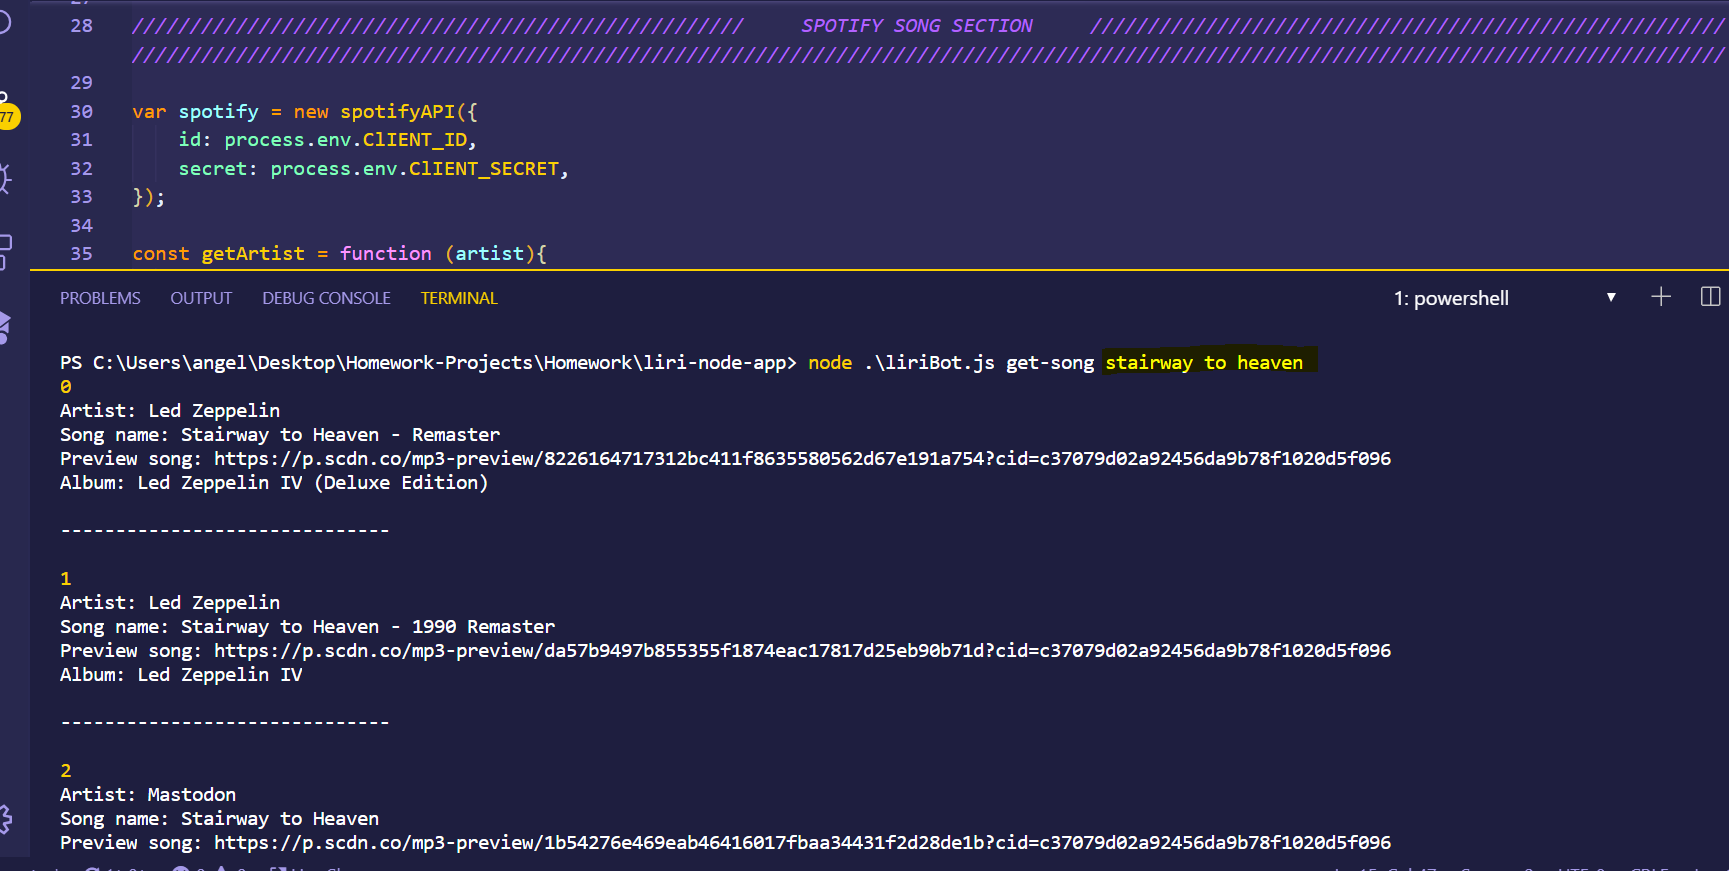 28 ///////////////////////////////////////////////////// SPOTIFY SONG SECTION ///////////////////////////////////////////////////////
//////////////////////////////////////////////////////////////////////////////////////////////////////////////////////////////////////////
29
30 var spotify = new spotifyAPI({
31 id: process.env.ClIENT_ID,
32 secret: process.env.ClIENT_SECRET,
33 });
34
35 const getArtist = function (artist){
77
PROBLEMS OUTPUT DEBUG CONSOLE TERMINAL 1: powershell
PS C:\Users\angel\Desktop\Homework-Projects\Homework\liri-node-app> node .\liriBot.js get-song stairway to heaven
0
Artist: Led Zeppelin
Song name: Stairway to Heaven - Remaster
Preview song: https://p.scdn.co/mp3-preview/8226164717312bc411f8635580562d67e191a754?cid=c37079d02a92456da9b78f1020d5f096
Album: Led Zeppelin IV (Deluxe Edition)
------------------------------
1
Artist: Led Zeppelin
Song name: Stairway to Heaven - 1990 Remaster
Preview song: https://p.scdn.co/mp3-preview/da57b9497b855355f1874eac17817d25eb90b71d?cid=c37079d02a92456da9b78f1020d5f096
Album: Led Zeppelin IV
------------------------------
2
Artist: Mastodon
Song name: Stairway to Heaven
Preview song: https://p.scdn.co/mp3-preview/1b54276e469eab46416017fbaa34431f2d28de1b?cid=c37079d02a92456da9b78f1020d5f096